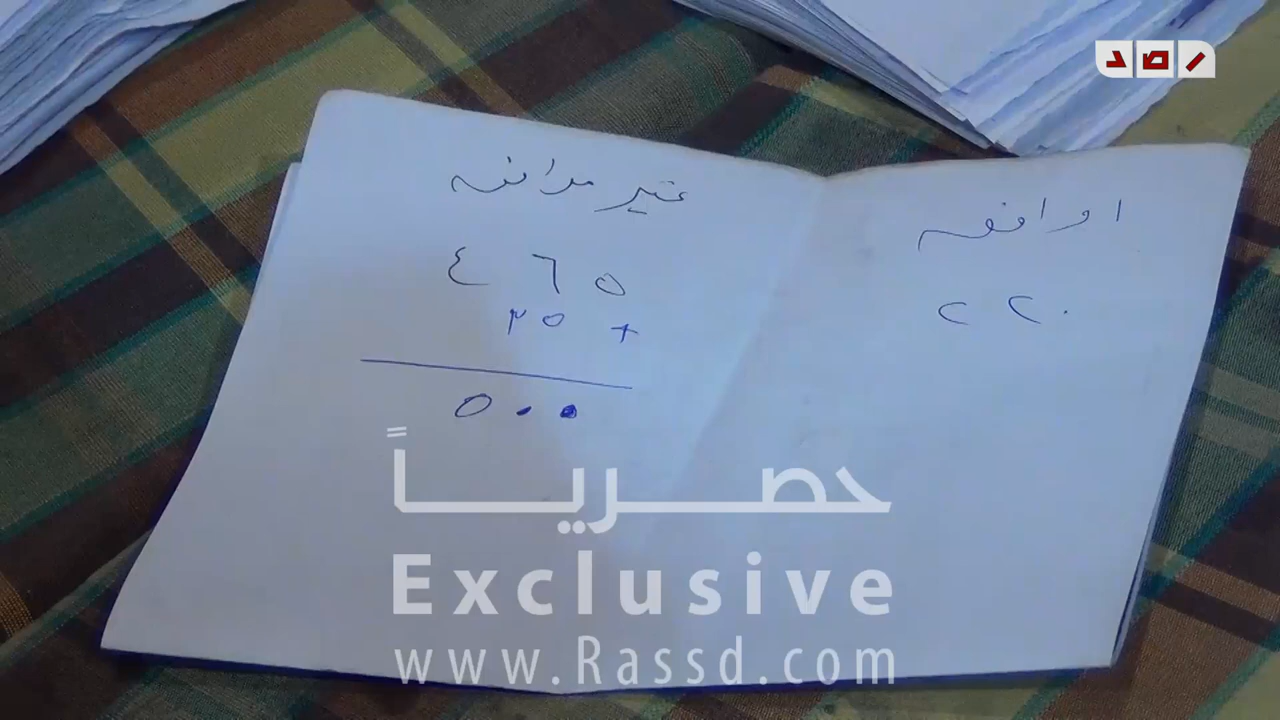 رصد
اوافق
٢٢٠
غير موافق
٤٦٥
٣٥ +
٥٠٠
حصرياً
Exclusive
www.Rassd.com